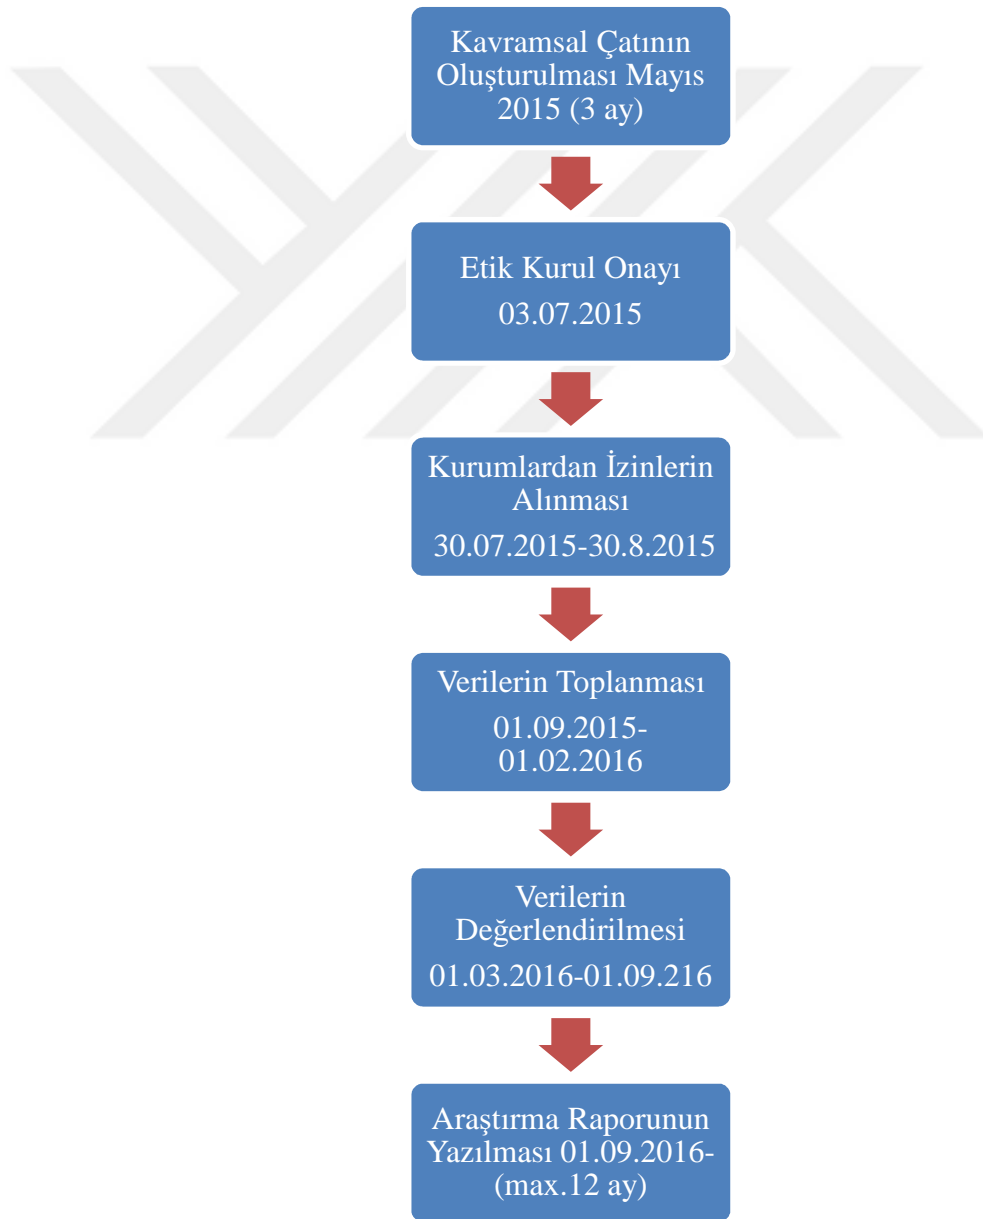 Kavramsal Çatının
Oluşturulması Mayıs
2015 (3 ay)
Etik Kurul Onayı
03.07.2015
Kurumlardan İzinlerin
Alınması
30.07.2015-30.8.2015
Verilerin Toplanması
01.09.2015-
01.02.2016
Verilerin
Değerlendirilmesi
01.03.2016-01.09.216
Araştırma Raporunun
Yazılması 01.09.2016-
(max.12 ay)